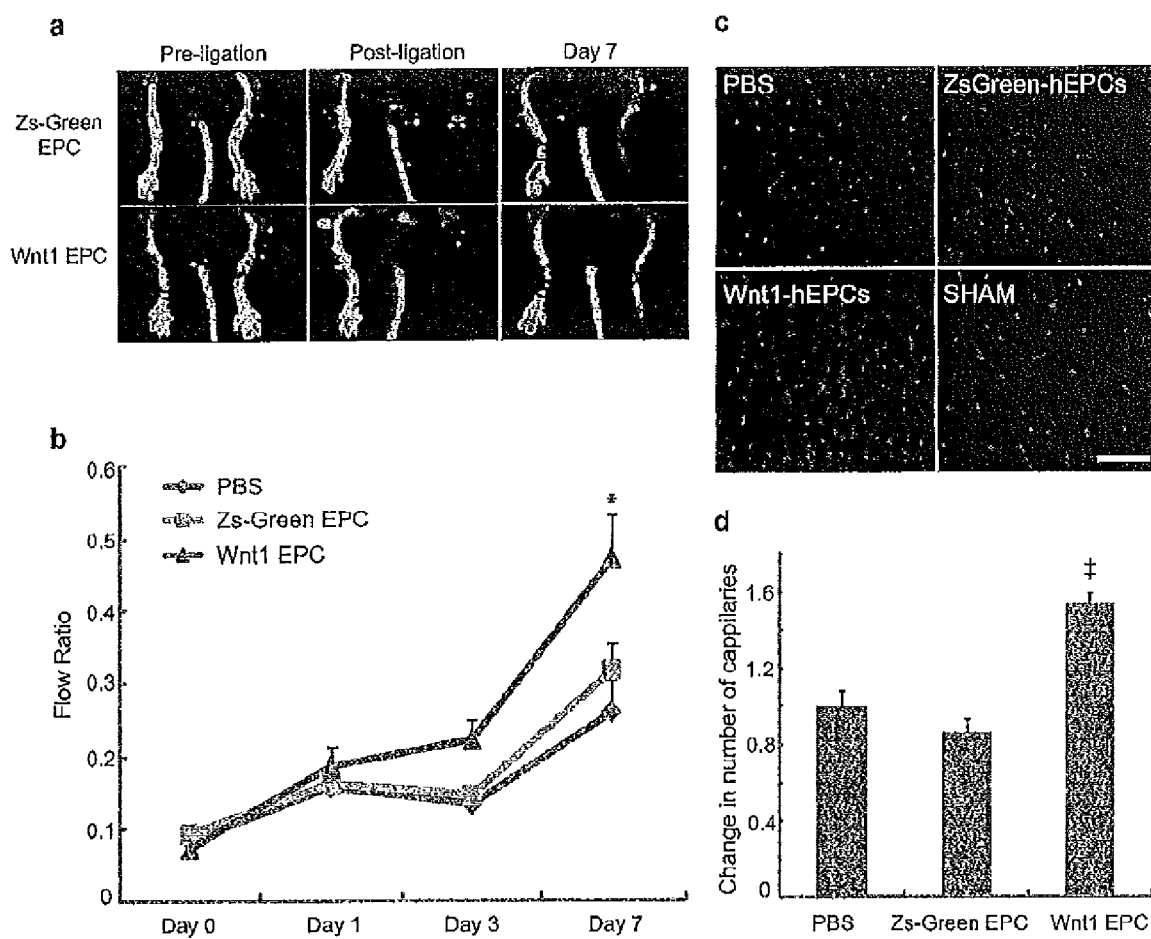 a
Pre-ligation
Post-ligation
Day 7
Zs-Green
EPC
Wnt1 EPC
c
PBS
ZsGreen-hEPCs
Wnt1-hEPCs
SHAM
b
0.6
0.5
0.4
0.3
0.2
0.1
0
Flow Ratio
PBS
Zs-Green EPC
Wnt1 EPC
*
Day 0
Day 1
Day 3
Day 7
d
Change in number of cappilaries
1.6
1.2
0.8
0.4
0
‡
PBS
Zs-Green EPC
Wnt1 EPC